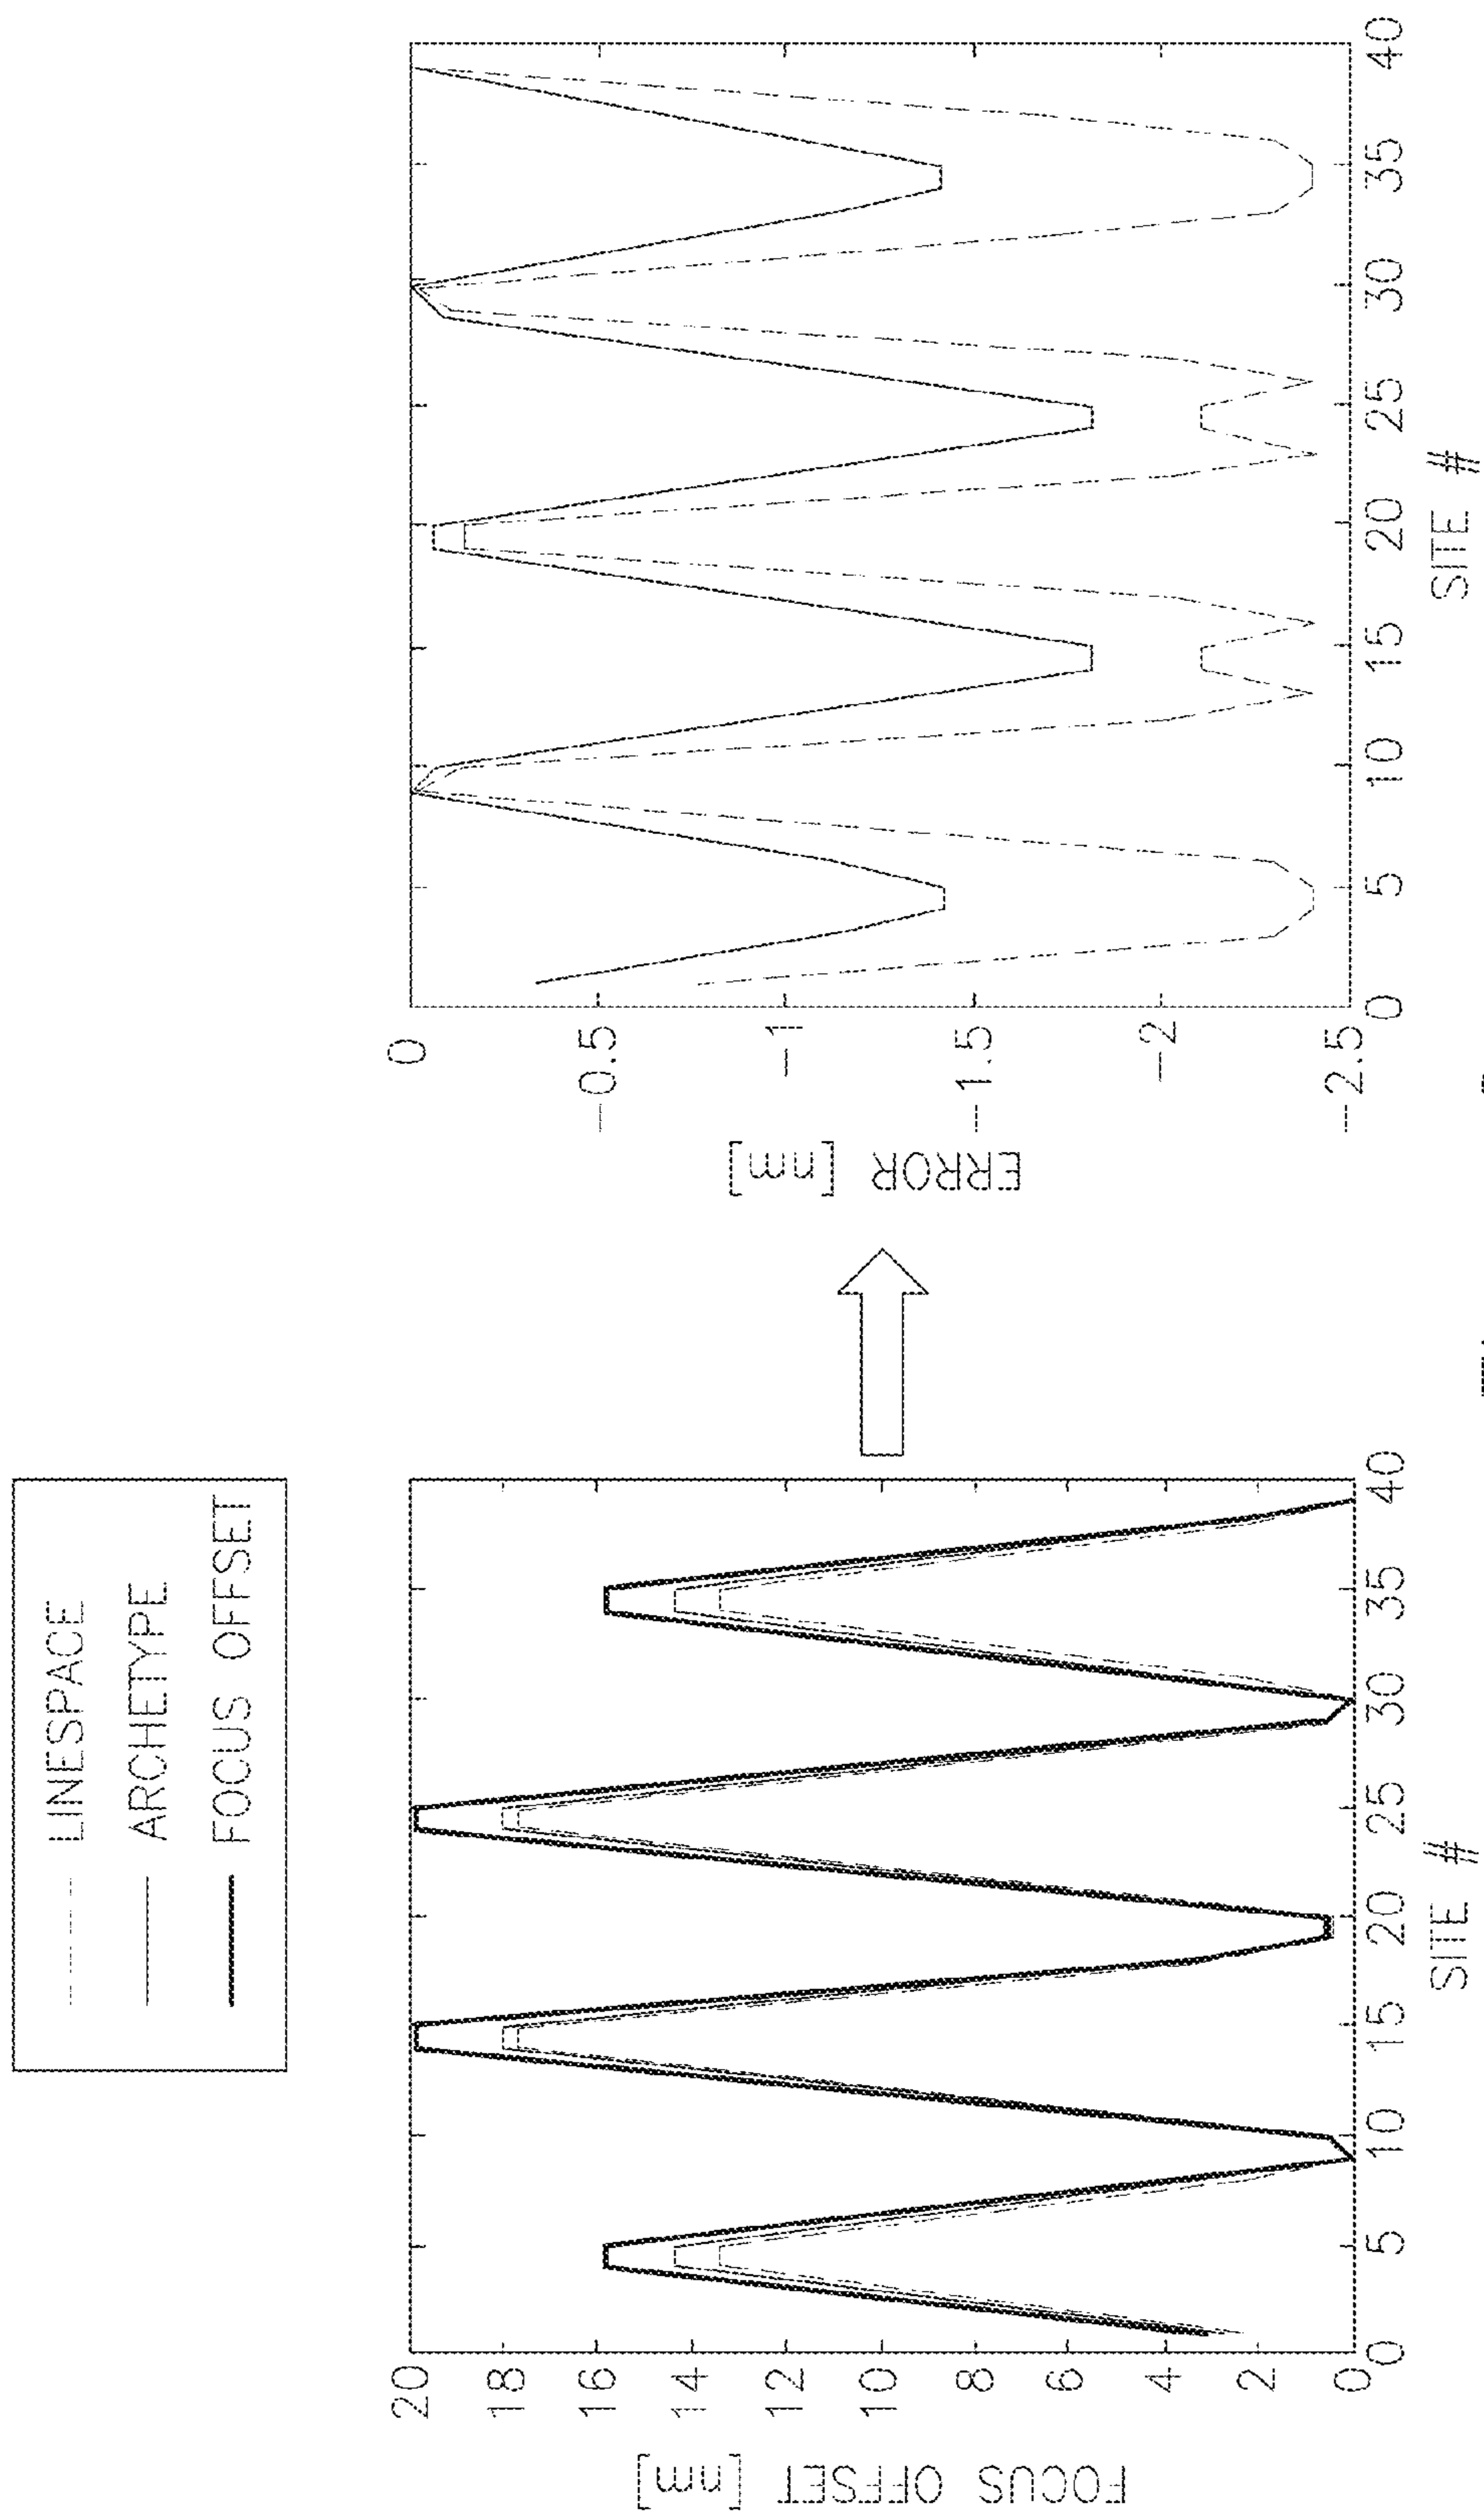 LINESPACE
ARCHETYPE
FOCUS OFFSET
FOCUS OFFSET [nm]
20
18
16
14
12
10
8
6
4
2
0
0 5 10 15 20 25 30 35 40
SITE #
ERROR [nm]
0
-0.5
-1
-1.5
-2
-2.5
0 5 10 15 20 25 30 35 40
SITE #